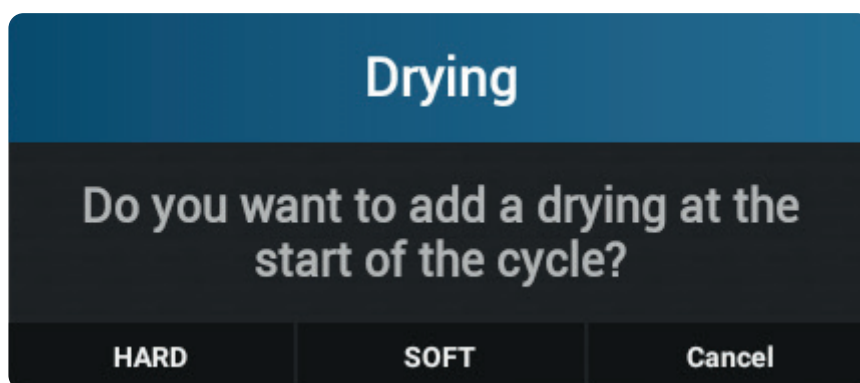 Drying
Do you want to add a drying at the
start of the cycle?
HARD
SOFT
Cancel